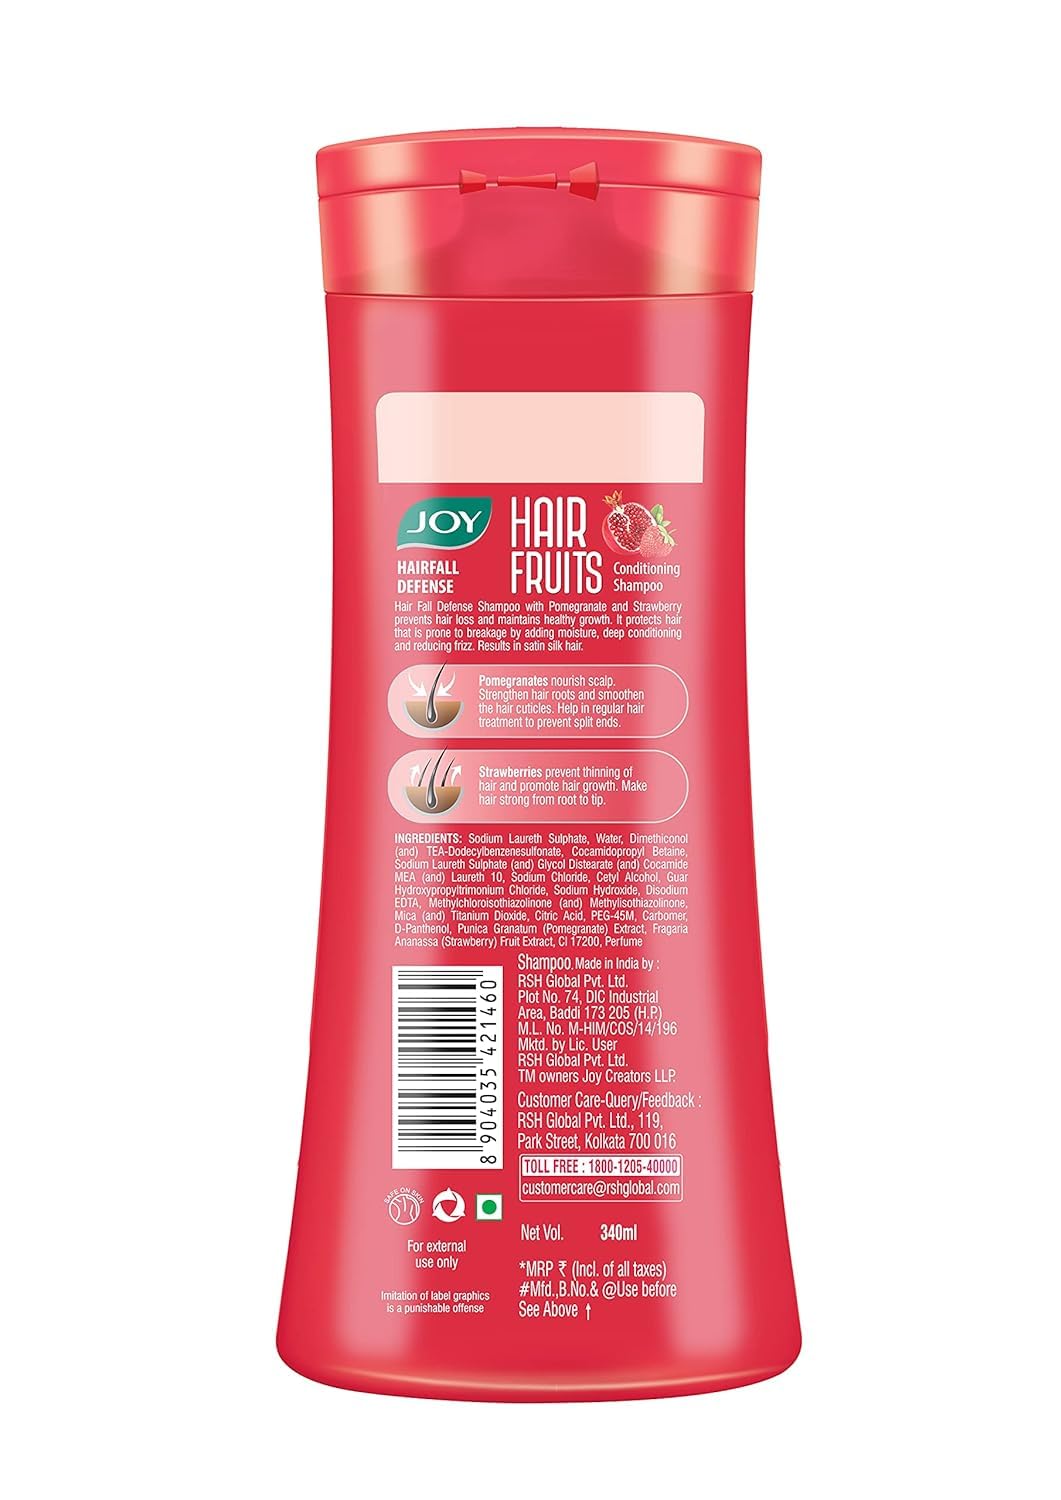 JOY
HAIRFALL
DEFENSE
HAIR
FRUITS
Conditioning
Shampoo
Hair Fall Defense Shampoo with Pomegranate and Strawberry
prevents hair loss and maintains healthy growth. It protects hair
that is prone to breakage by adding moisture, deep conditioning
and reducing frizz. Results in satin silk hair.
Pomegranates nourish scalp.
Strengthen hair roots and smoothen
the hair cuticles. Help in regular hair
treatment to prevent split ends.
Strawberries prevent thinning of
hair and promote hair growth. Make
hair strong from root to tip.
INGREDIENTS: Sodium Laureth Sulphate, Water, Dimethiconol
(and) TEA-Dodecylbenzenesulfonate, Cocamidopropyl Betaine,
Sodium Laureth Sulphate (and) Glycol Distearate (and) Cocamide
MEA (and) Laureth 10, Sodium Chloride, Cetyl Alcohol, Guar
Hydroxypropyltrimonium Chloride, Sodium Hydroxide, Disodium
EDTA, Methylchloroisothiazolinone (and) Methylisothiazolinone,
Mica (and) Titanium Dioxide, Citric Acid, PEG-45M, Carbomer,
D-Panthenol, Punica Granatum (Pomegranate) Extract, Fragaria
Ananassa (Strawberry) Fruit Extract, CI 17200, Perfume
8 904035 421460
Shampoo. Made in India by :
RSH Global Pvt. Ltd.
Plot No. 74, DIC Industrial
Area, Baddi 173 205 (H.P.)
M.L. No. M-HIM/COS/14/196
Mktd. by Lic. User
RSH Global Pvt. Ltd.
TM owners Joy Creators LLP.
Customer Care-Query/Feedback :
RSH Global Pvt. Ltd., 119,
Park Street, Kolkata 700 016
TOLL FREE : 1800-1205-40000
customercare@rshglobal.com
SAFE ON SKIN
For external
use only
Imitation of label graphics
is a punishable offense
Net Vol. 340ml
*MRP ₹ (Incl. of all taxes)
#Mfd.,B.No.& @Use before
See Above ↑